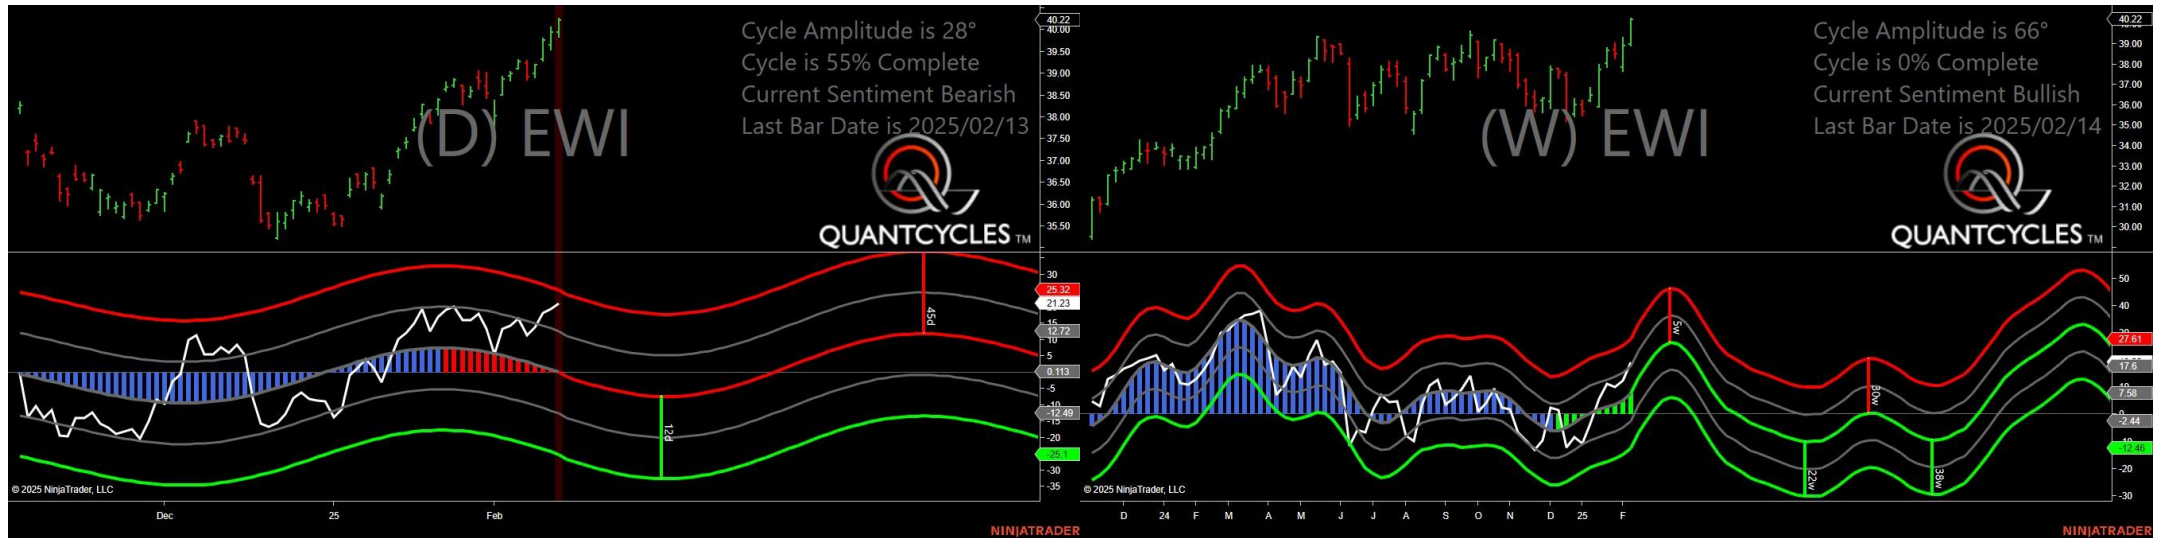 Cycle Amplitude is 28°
Cycle is 55% Complete
Current Sentiment Bearish
Last Bar Date is 2025/02/13
(D) EWI
QUANTCYCLES TM
40.22
40.00
39.50
39.00
38.50
38.00
37.50
37.00
36.50
36.00
35.50
30
25.32
21.23
15
12.72
10
5
0.113
-5
-10
-12.49
-15
-20
-25.1
-30
-35
45d
12d
© 2025 NinjaTrader, LLC
Dec
25
Feb
NINJATRADER
Cycle Amplitude is 66°
Cycle is 0% Complete
Current Sentiment Bullish
Last Bar Date is 2025/02/14
(W) EWI
QUANTCYCLES TM
40.22
39.00
38.00
37.00
36.00
35.00
34.00
33.00
32.00
31.00
30.00
50
40
27.61
17.6
10
7.58
-2.44
-12.46
-20
-30
5w
80w
22w
38w
© 2025 NinjaTrader, LLC
D
24
F
M
A
M
J
J
A
S
O
N
D
25
F
NINJATRADER